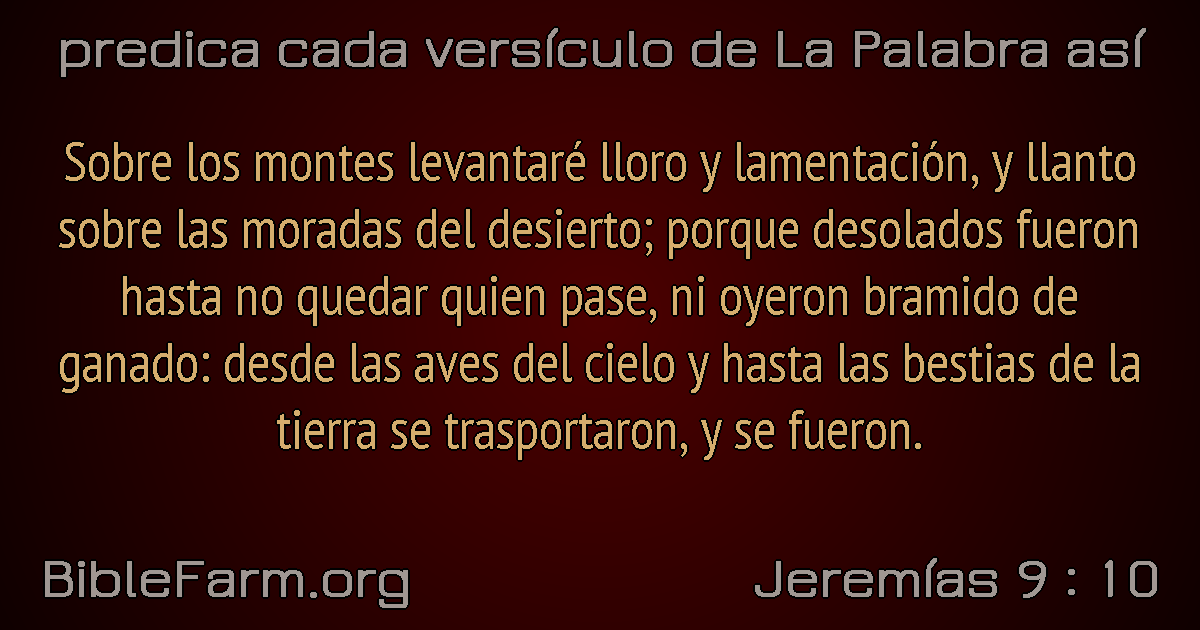 predica cada versículo de La Palabra así
Sobre los montes levantaré lloro y lamentación, y llanto
sobre las moradas del desierto; porque desolados fueron
hasta no quedar quien pase, ni oyeron bramido de
ganado: desde las aves del cielo y hasta las bestias de la
tierra se trasportaron, y se fueron.
BibleFarm.org
Jeremías 9 : 10